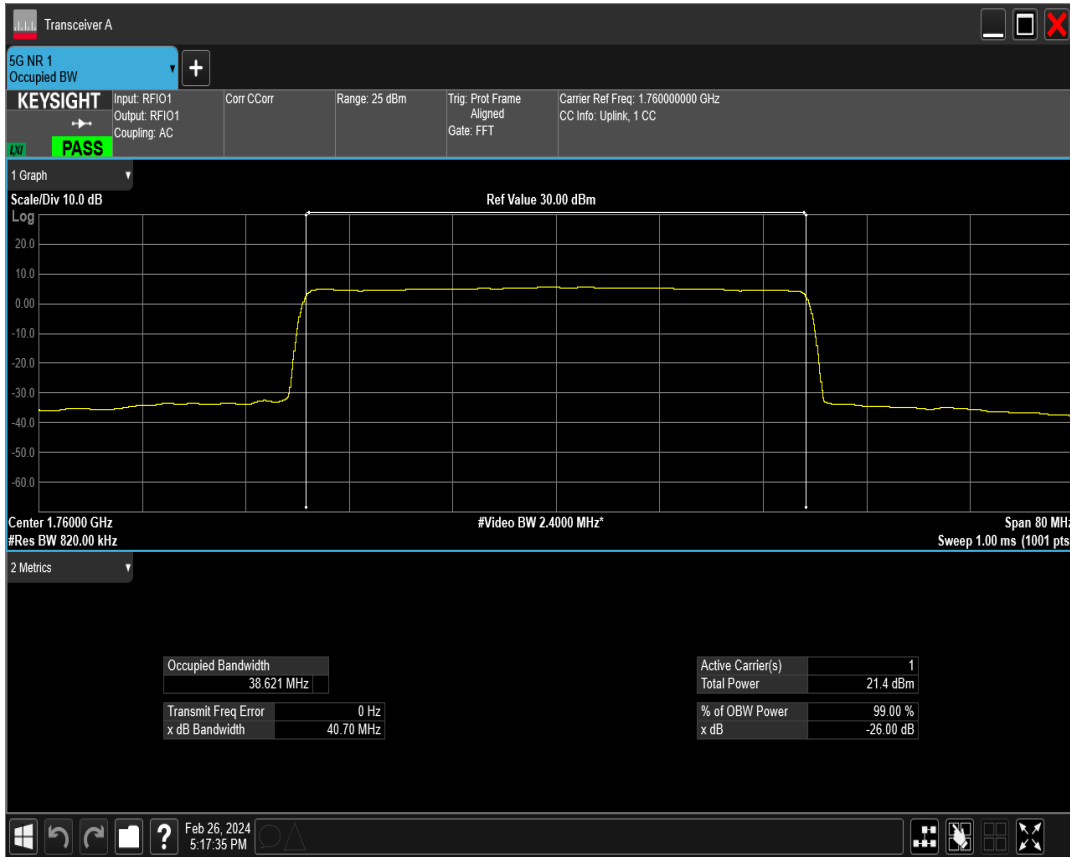 Transceiver A
5G NR 1
Occupied BW
+
KEYSIGHT
Input: RFIO1
Output: RFIO1
Coupling: AC
Corr CCorr
Range: 25 dBm
Trig: Prot Frame
Aligned
Gate: FFT
Carrier Ref Freq: 1.760000000 GHz
CC Info: Uplink, 1 CC
LXI
PASS
1 Graph
Scale/Div 10.0 dB
Ref Value 30.00 dBm
Log
20.0
10.0
0.00
-10.0
-20.0
-30.0
-40.0
-50.0
-60.0
Center 1.76000 GHz
#Video BW 2.4000 MHz*
Span 80 MHz
#Res BW 820.00 kHz
Sweep 1.00 ms (1001 pts
2 Metrics
Occupied Bandwidth
38.621 MHz
Transmit Freq Error 0 Hz
x dB Bandwidth 40.70 MHz
Active Carrier(s) 1
Total Power 21.4 dBm
% of OBW Power 99.00 %
x dB -26.00 dB
?
Feb 26, 2024
5:17:35 PM